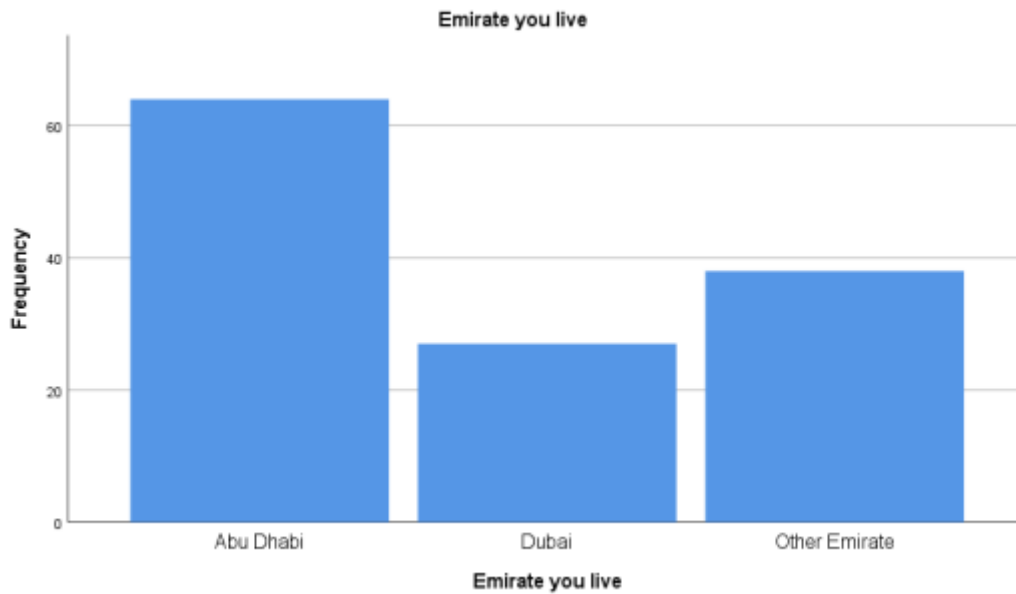 Emirate you live
Frequency
60
40
20
0
Abu Dhabi
Dubai
Other Emirate
Emirate you live